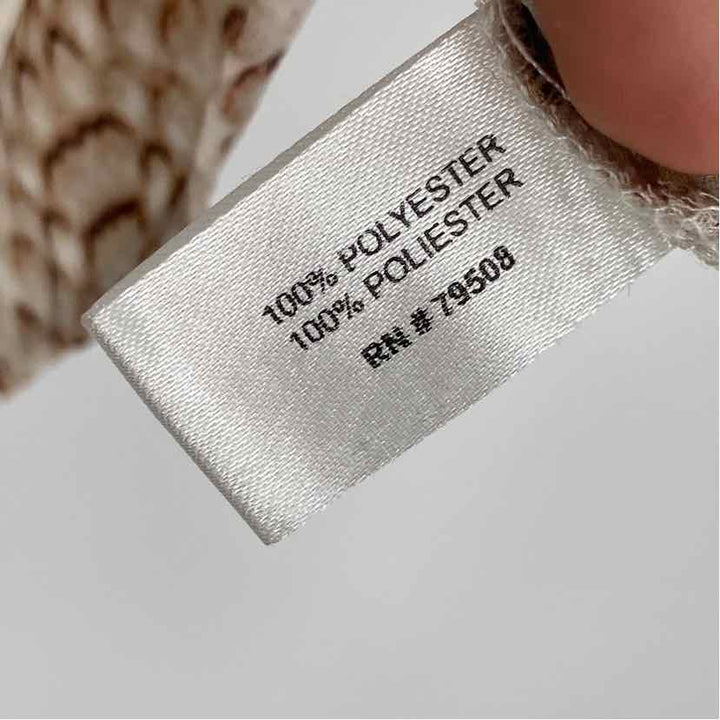 100% POLYESTER
100% POLIESTER
RN # 79508